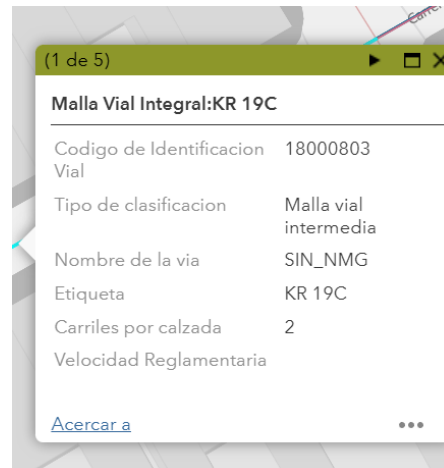 (1 de 5)
Malla Vial Integral:KR 19C
Codigo de Identificacion Vial 18000803
Tipo de clasificacion Malla vial intermedia
Nombre de la via SIN_NMG
Etiqueta KR 19C
Carriles por calzada 2
Velocidad Reglamentaria
Acercar a